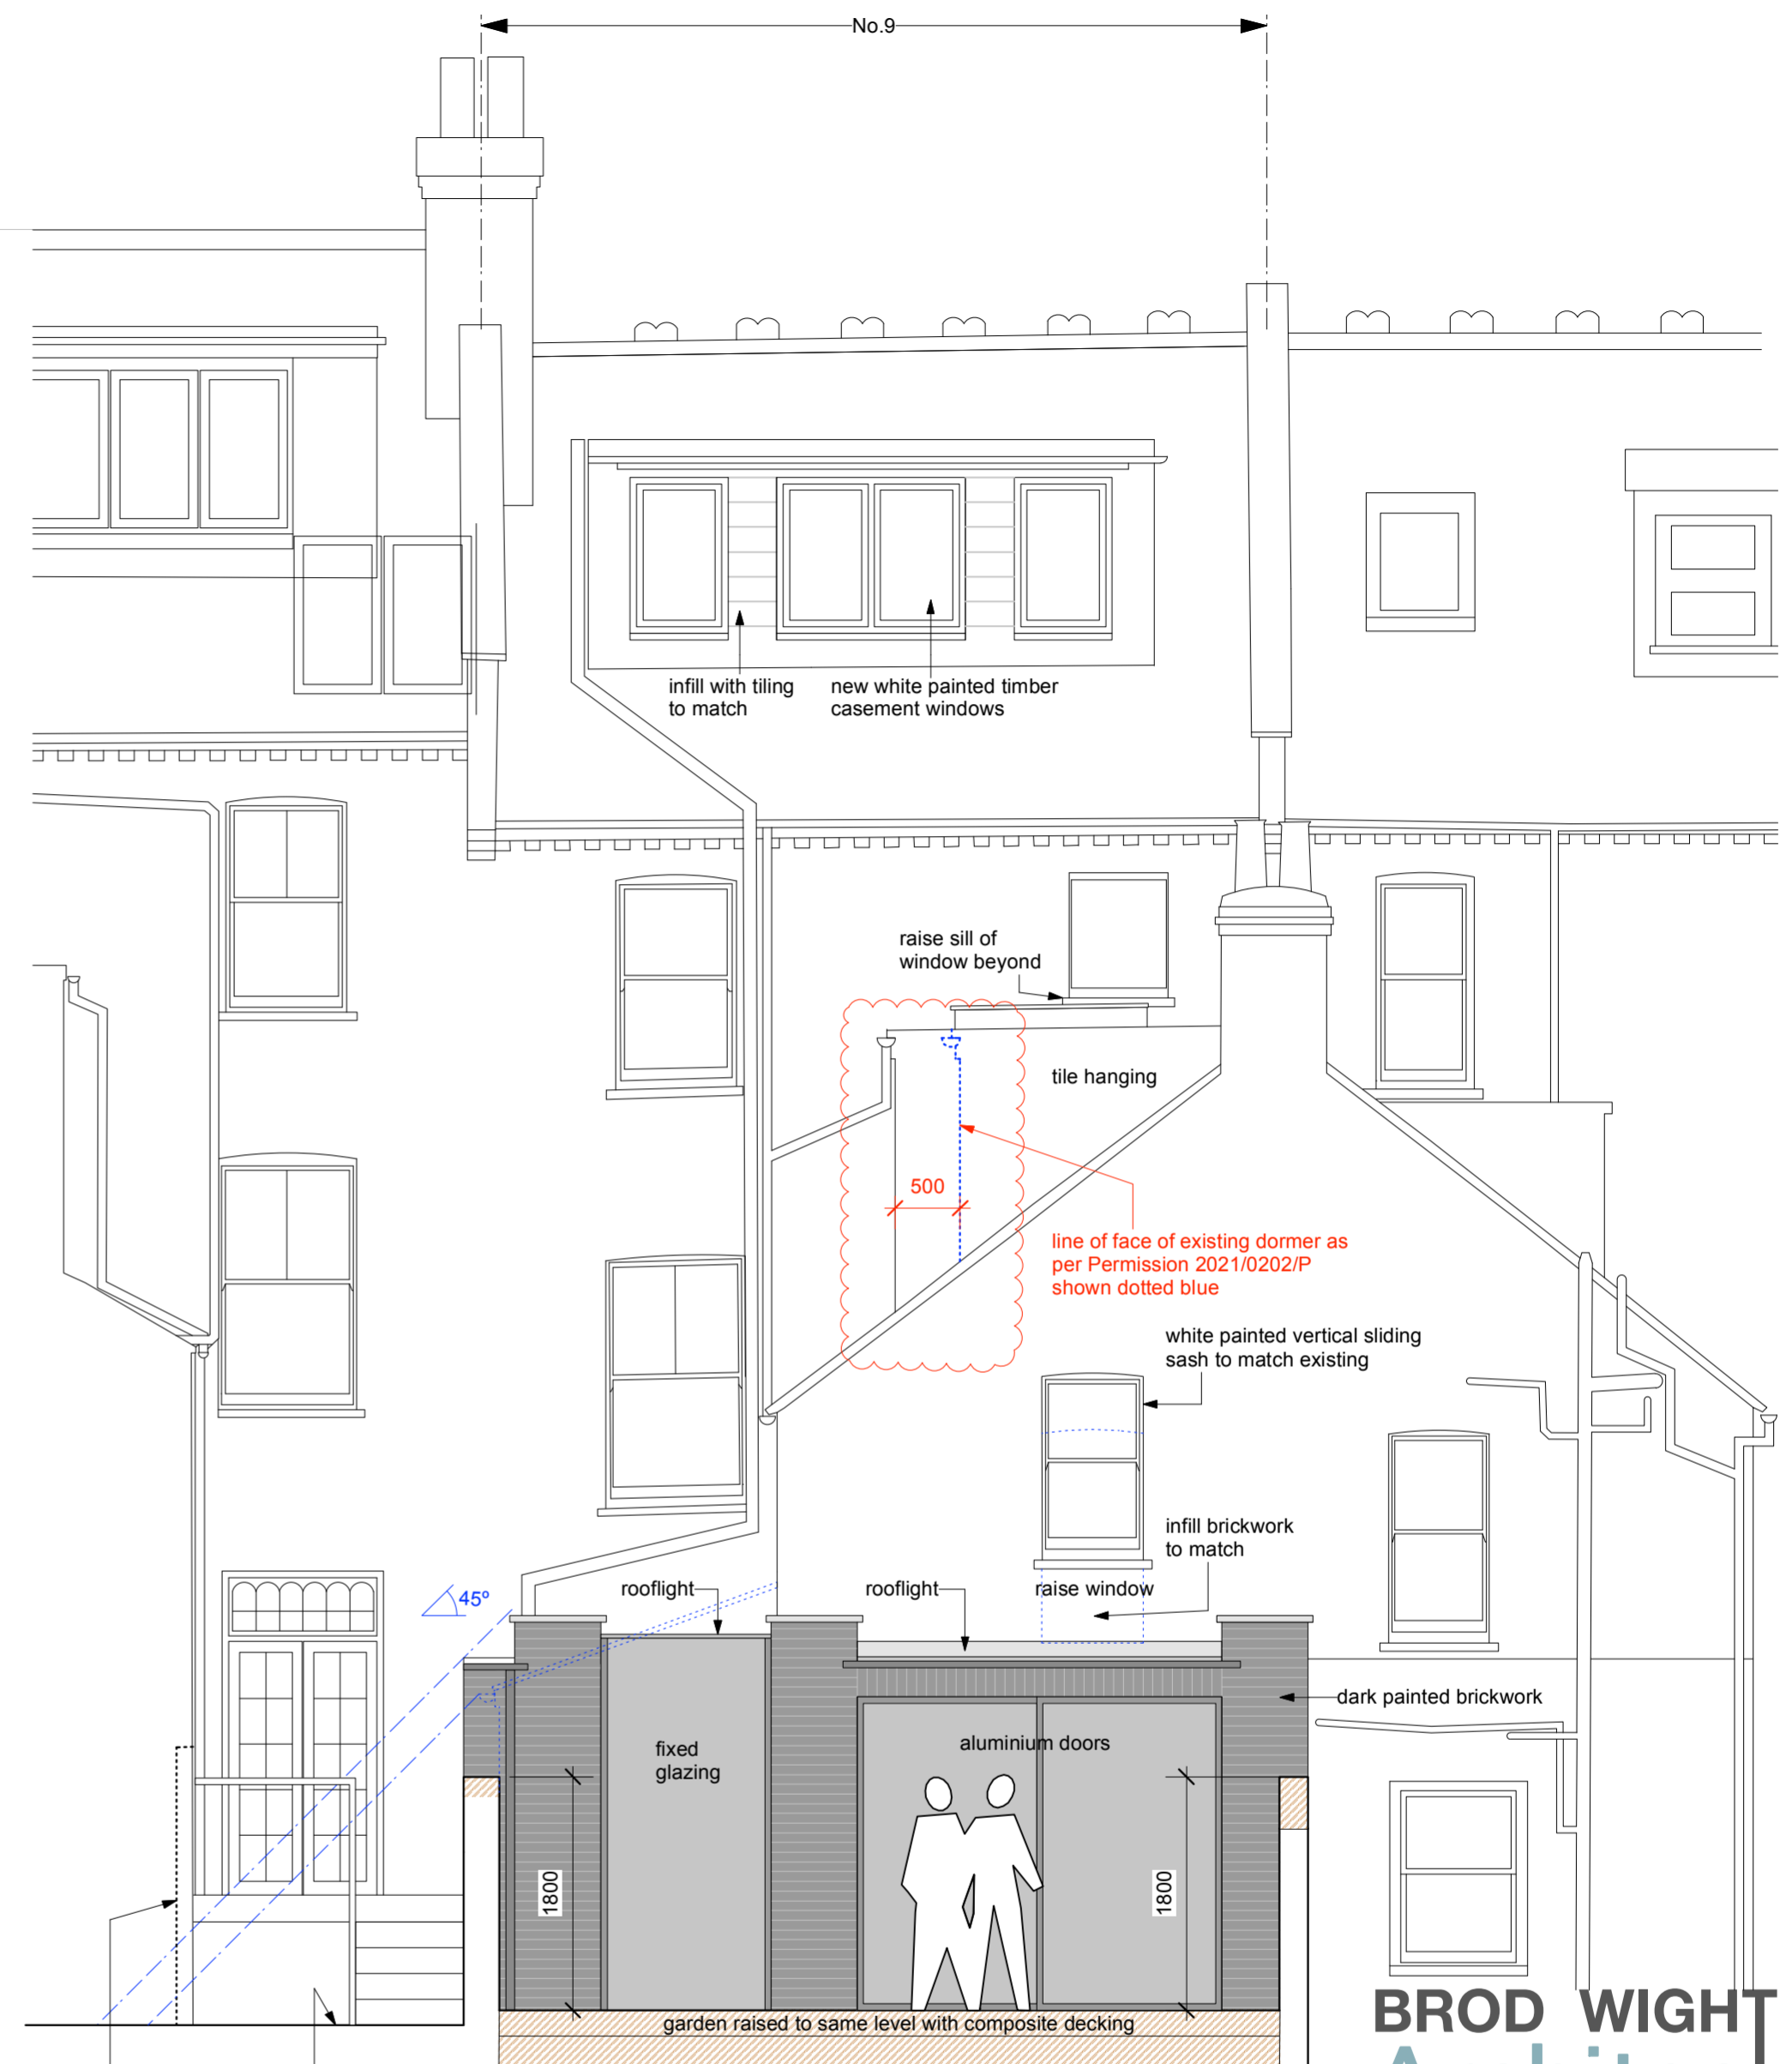 No.9
infill with tiling
to match
new white painted timber
casement windows
raise sill of
window beyond
tile hanging
500
line of face of existing dormer as
per Permission 2021/0202/P
shown dotted blue
white painted vertical sliding
sash to match existing
infill brickwork
to match
45º
rooflight
rooflight
raise window
dark painted brickwork
fixed
glazing
aluminium doors
1800
1800
garden raised to same level with composite decking
BROD WIGHT